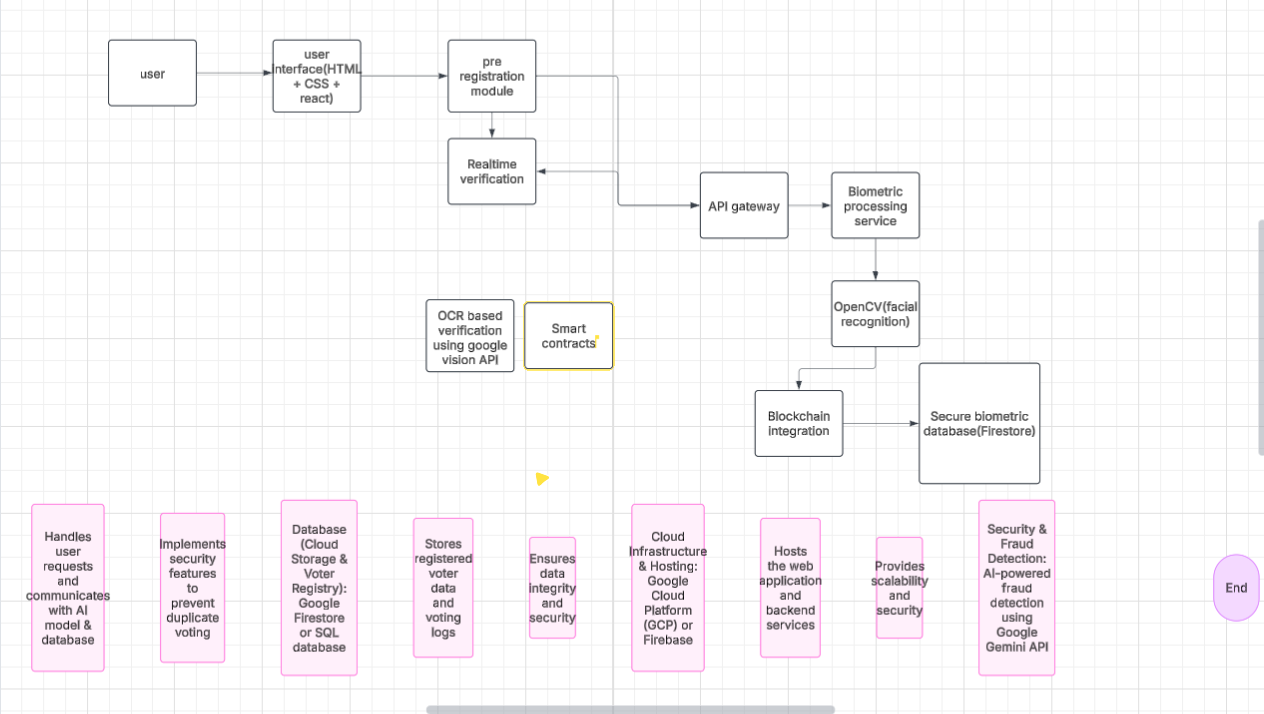 user
user
interface(HTML
+ CSS +
react)
pre
registration
module
Realtime
verification
API gateway
Biometric
processing
service
OpenCV(facial
recognition)
OCR based
verification
using google
vision API
Smart
contracts
Blockchain
integration
Secure biometric
database(Firestore)
Handles
user
requests
and
communicates
with AI
model &
database
Implements
security
features
to
prevent
duplicate
voting
Database
(Cloud
Storage &
Voter
Registry):
Google
Firestore
or SQL
database
Stores
registered
voter
data
and
voting
logs
Ensures
data
integrity
and
security
Cloud
Infrastructure
& Hosting:
Google
Cloud
Platform
(GCP) or
Firebase
Hosts
the web
application
and
backend
services
Provides
scalability
and
security
Security &
Fraud
Detection:
AI-powered
fraud
detection
using
Google
Gemini API
End